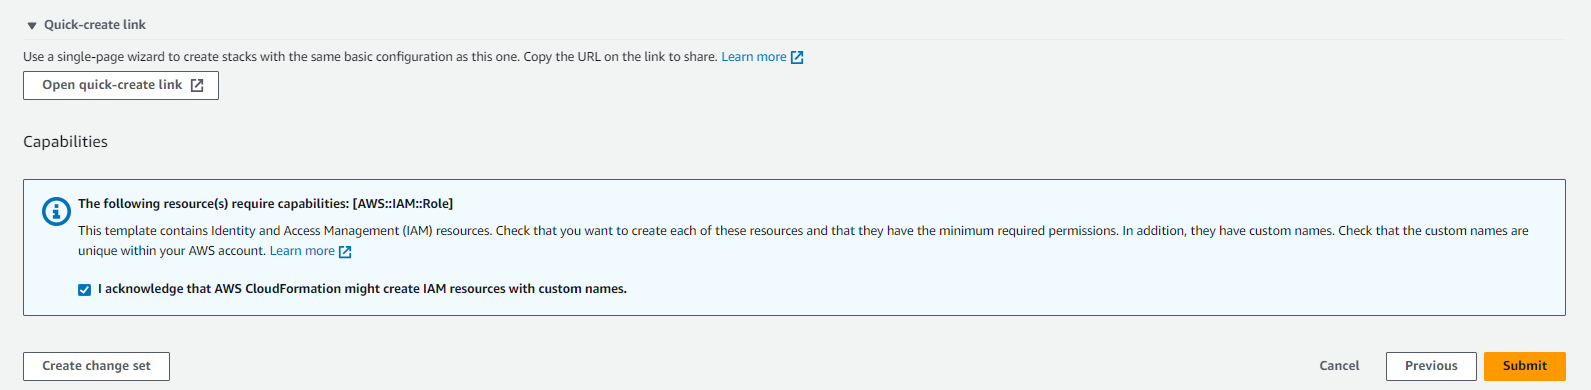 Quick-create link
Use a single-page wizard to create stacks with the same basic configuration as this one. Copy the URL on the link to share. Learn more
Open quick-create link
Capabilities
The following resource(s) require capabilities: [AWS::IAM::Role]
This template contains Identity and Access Management (IAM) resources. Check that you want to create each of these resources and that they have the minimum required permissions. In addition, they have custom names. Check that the custom names are
unique within your AWS account. Learn more
I acknowledge that AWS CloudFormation might create IAM resources with custom names.
Create change set
Cancel
Previous
Submit